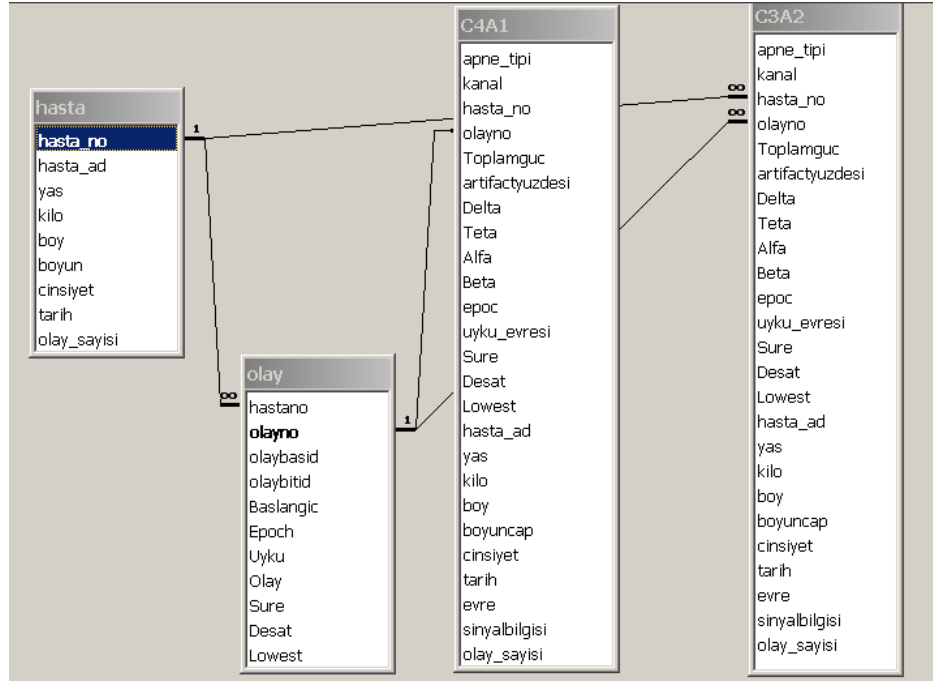 hasta
hasta_no
hasta_ad
yas
kilo
boy
boyun
cinsiyet
tarih
olay_sayisi
1
∞
olay
hastano
olayno
olaybasid
olaybitid
Baslangic
Epoch
Uyku
Olay
Sure
Desat
Lowest
1
C4A1
apne_tipi
kanal
hasta_no
olayno
Toplamguc
artifactyuzdesi
Delta
Teta
Alfa
Beta
epoc
uyku_evresi
Sure
Desat
Lowest
hasta_ad
yas
kilo
boy
boyuncap
cinsiyet
tarih
evre
sinyalbilgisi
olay_sayisi
∞
∞
C3A2
apne_tipi
kanal
hasta_no
olayno
Toplamguc
artifactyuzdesi
Delta
Teta
Alfa
Beta
epoc
uyku_evresi
Sure
Desat
Lowest
hasta_ad
yas
kilo
boy
boyuncap
cinsiyet
tarih
evre
sinyalbilgisi
olay_sayisi